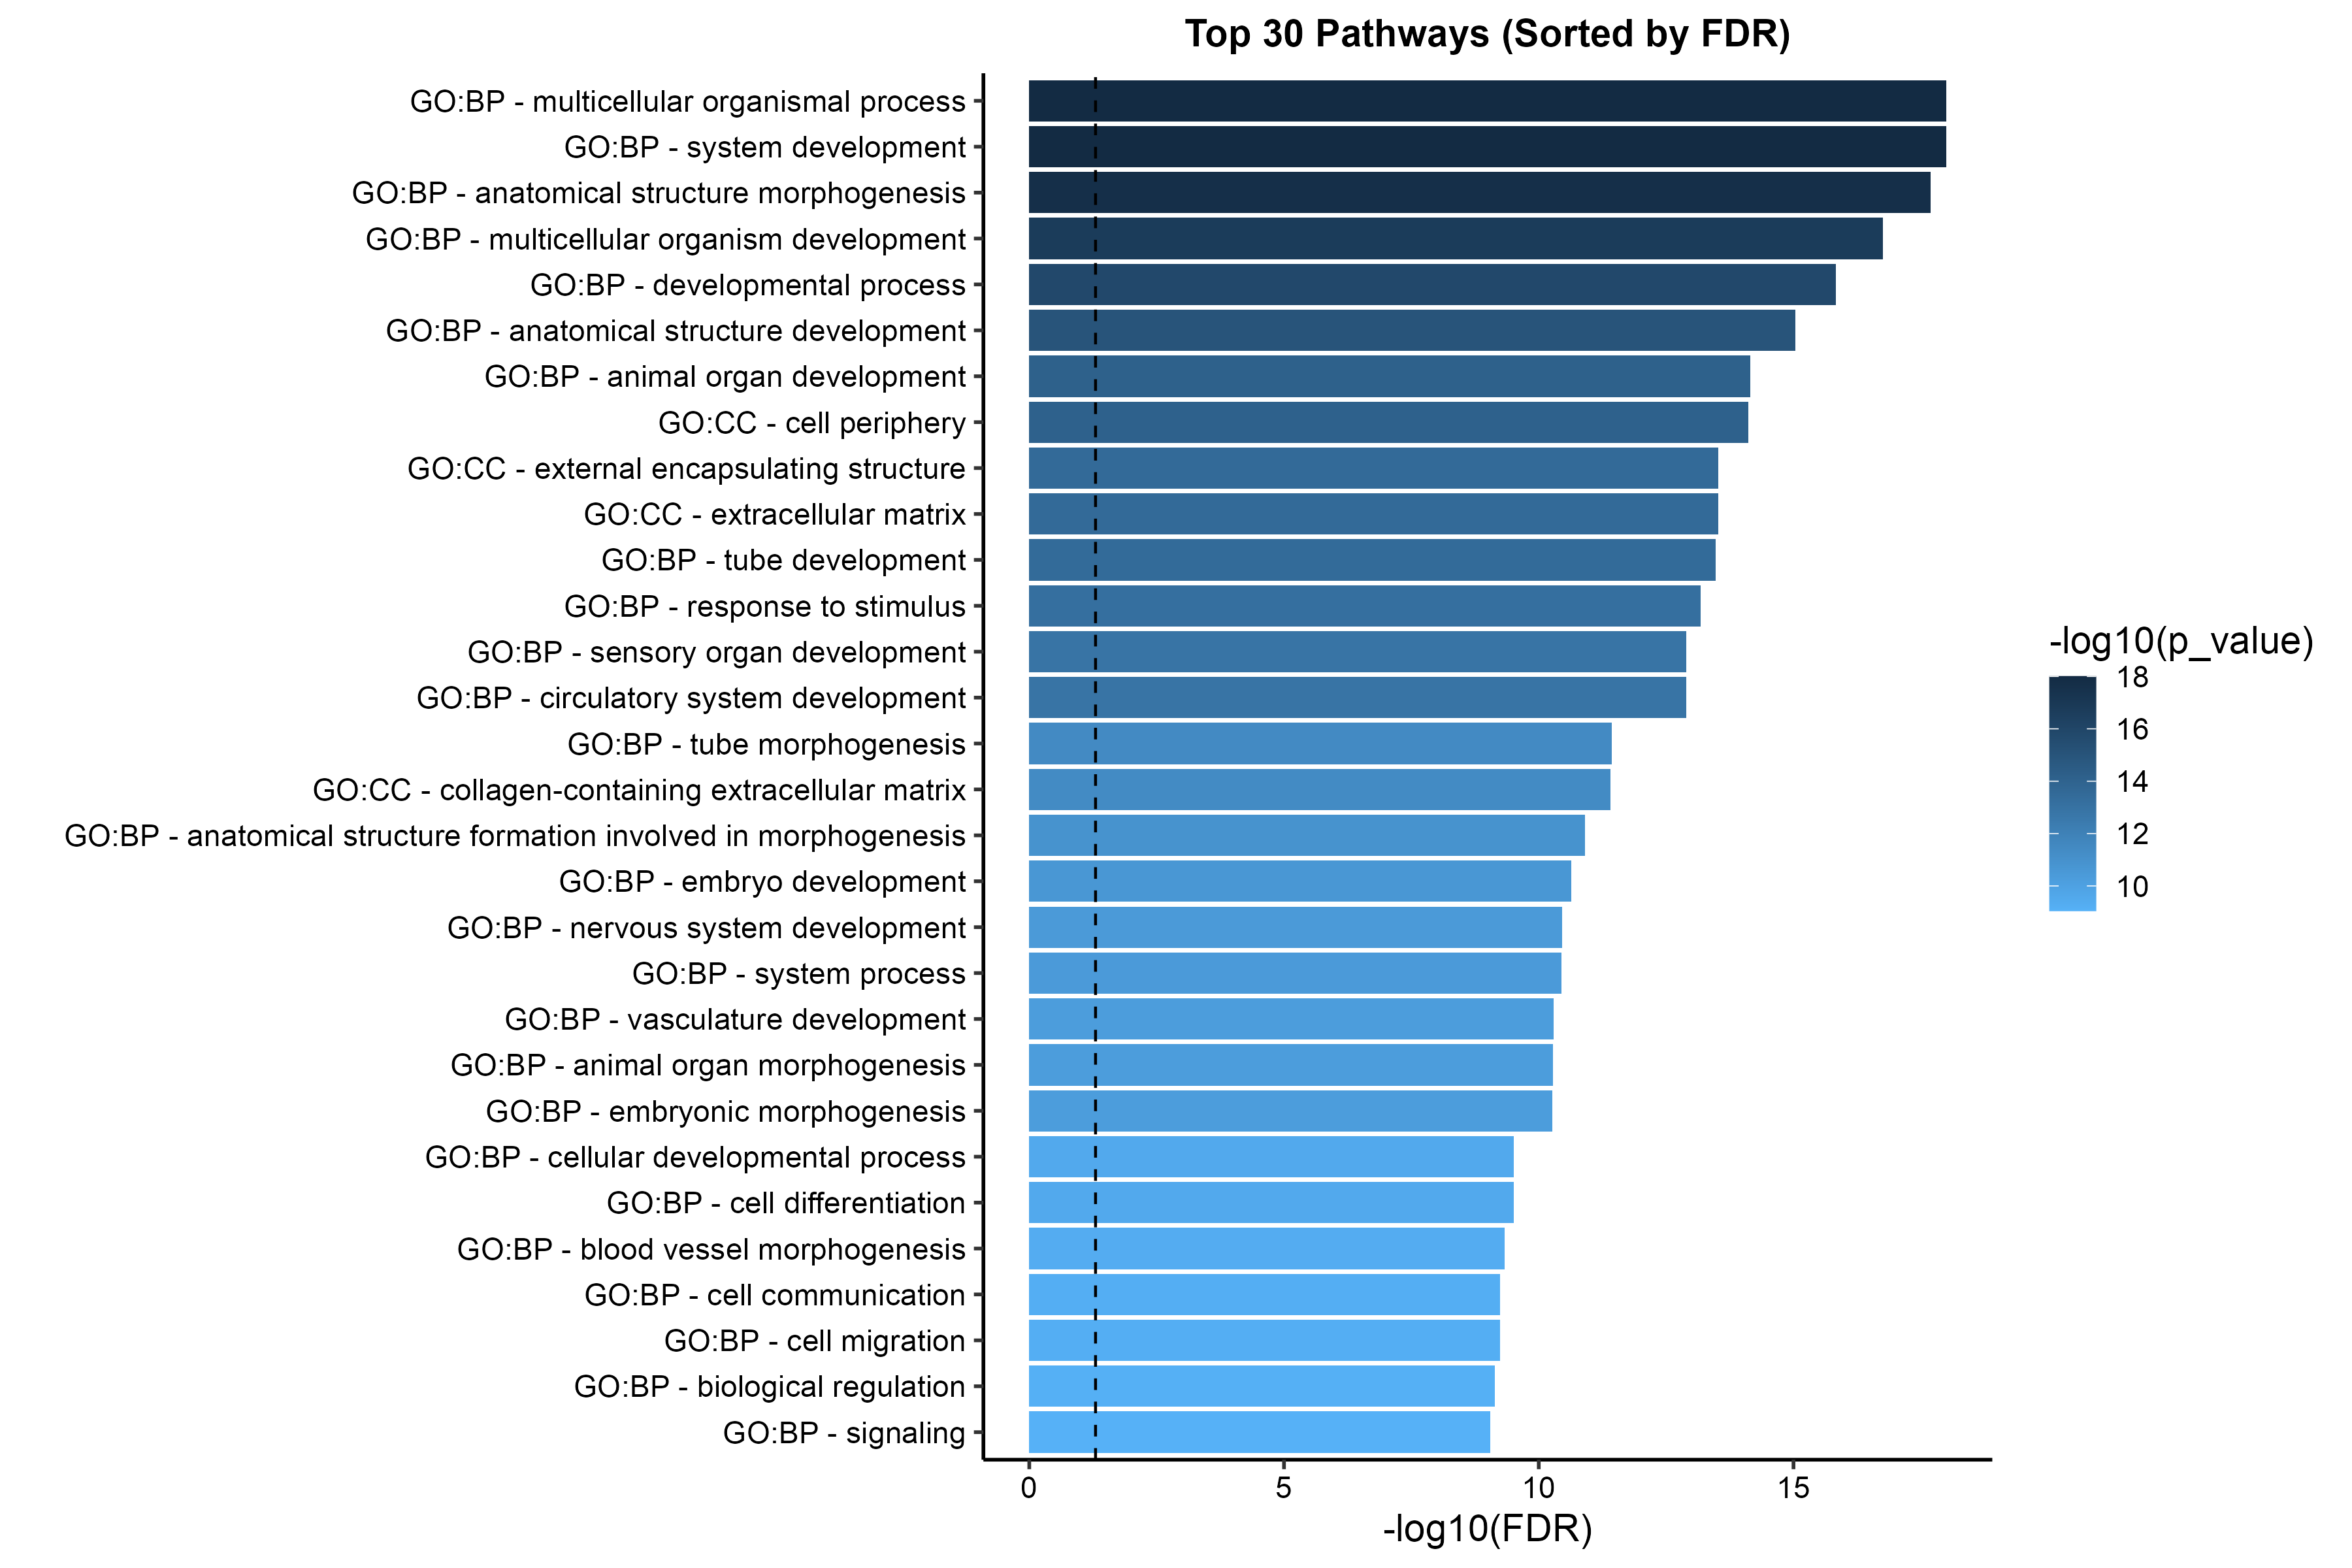 Top 30 Pathways (Sorted by FDR)
GO:BP - multicellular organismal process
GO:BP - system development
GO:BP - anatomical structure morphogenesis
GO:BP - multicellular organism development
GO:BP - developmental process
GO:BP - anatomical structure development
GO:BP - animal organ development
GO:CC - cell periphery
GO:CC - external encapsulating structure
GO:CC - extracellular matrix
GO:BP - tube development
GO:BP - response to stimulus
GO:BP - sensory organ development
GO:BP - circulatory system development
GO:BP - tube morphogenesis
GO:CC - collagen-containing extracellular matrix
GO:BP - anatomical structure formation involved in morphogenesis
GO:BP - embryo development
GO:BP - nervous system development
GO:BP - system process
GO:BP - vasculature development
GO:BP - animal organ morphogenesis
GO:BP - embryonic morphogenesis
GO:BP - cellular developmental process
GO:BP - cell differentiation
GO:BP - blood vessel morphogenesis
GO:BP - cell communication
GO:BP - cell migration
GO:BP - biological regulation
GO:BP - signaling
0 5 10 15
-log10(FDR)
-log10(p_value)
18
16
14
12
10